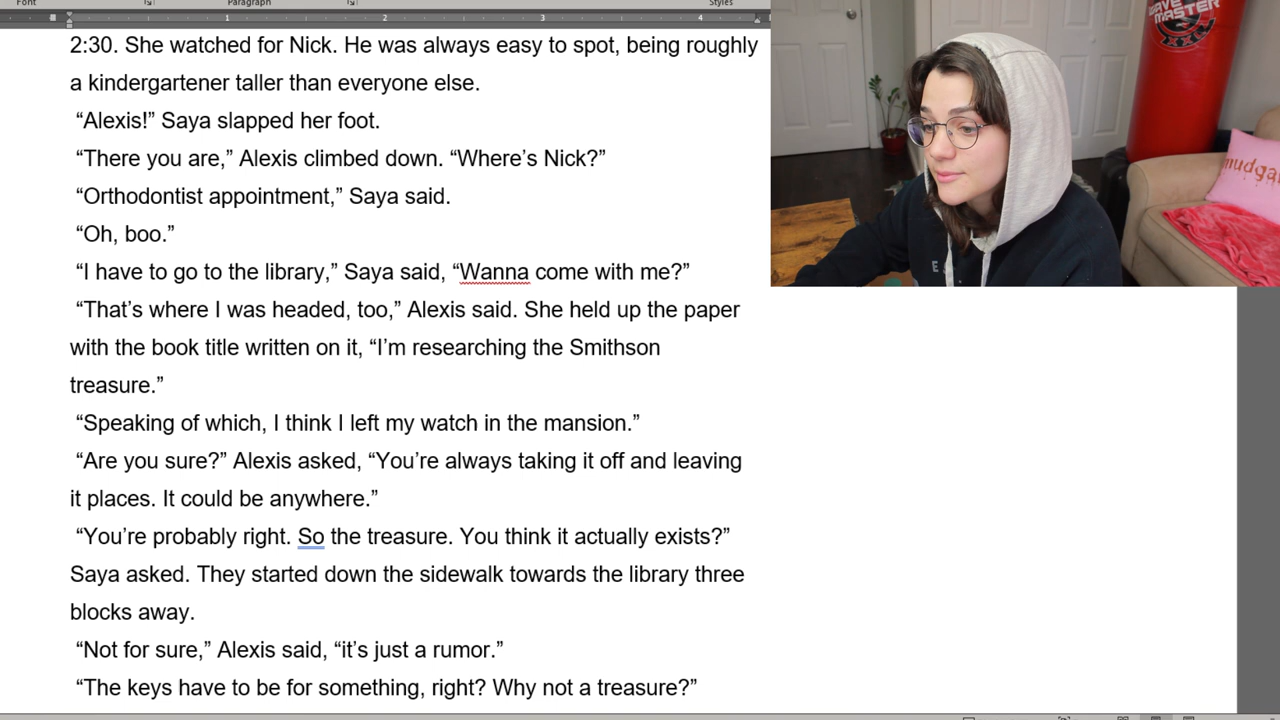 Font Paragraph Styles
1 2 3 4
2:30. She watched for Nick. He was always easy to spot, being roughly
a kindergartener taller than everyone else.
“Alexis!” Saya slapped her foot.
“There you are,” Alexis climbed down. “Where’s Nick?”
“Orthodontist appointment,” Saya said.
“Oh, boo.”
“I have to go to the library,” Saya said, “Wanna come with me?”
“That’s where I was headed, too,” Alexis said. She held up the paper
with the book title written on it, “I’m researching the Smithson
treasure.”
“Speaking of which, I think I left my watch in the mansion.”
“Are you sure?” Alexis asked, “You’re always taking it off and leaving
it places. It could be anywhere.”
“You’re probably right. So the treasure. You think it actually exists?”
Saya asked. They started down the sidewalk towards the library three
blocks away.
“Not for sure,” Alexis said, “it’s just a rumor.”
“The keys have to be for something, right? Why not a treasure?”
WAVE
MASTER